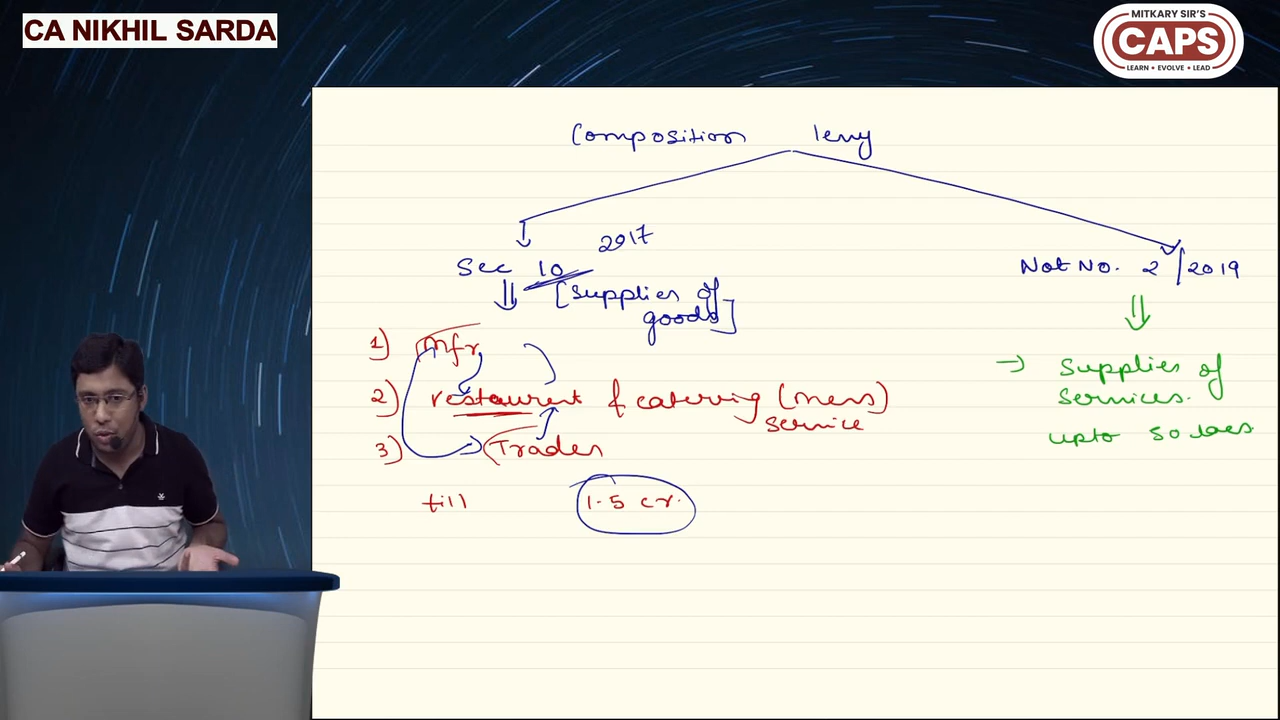 CA NIKHIL SARDA
MITKARY SIR'S
CAPS
LEARN • EVOLVE • LEAD
Composition levy
Sec 10 2017
[Supplies of
goods]
1) Mfr
2) restaurent & catering (mess)
service
3) Trader
till 1.5 cr.
Not No. 2/2019
→ Supplies of
Services.
upto 50 lacs